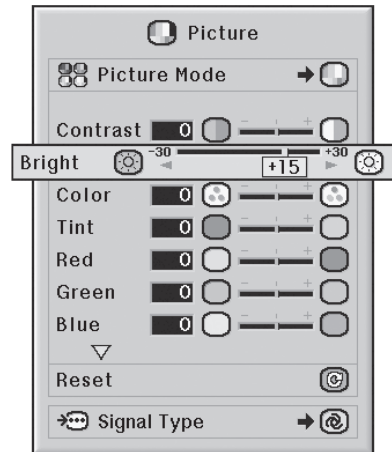 Picture
Picture Mode
Contrast 0 - +
Bright -30 +30
+15
Color 0 - +
Tint 0 - +
Red 0 - +
Green 0 - +
Blue 0 - +
Reset
Signal Type